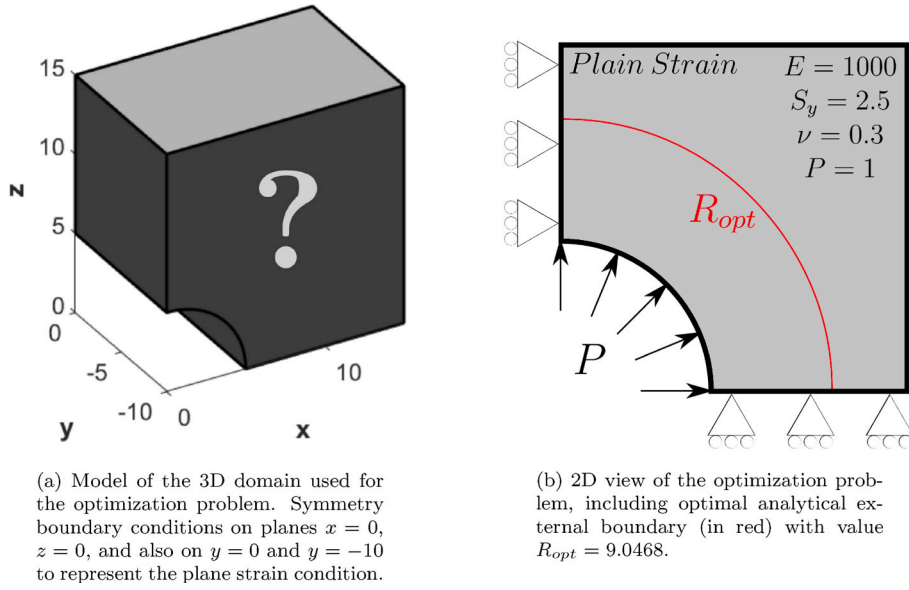 15
10
5
0
z
0
-5
-10
y
0
10
x
?
Plain Strain
E = 1000
S_y = 2.5
ν = 0.3
P = 1
R_opt
P
(a) Model of the 3D domain used for
the optimization problem. Symmetry
boundary conditions on planes x = 0,
z = 0, and also on y = 0 and y = −10
to represent the plane strain condition.
(b) 2D view of the optimization prob-
lem, including optimal analytical ex-
ternal boundary (in red) with value
R_opt = 9.0468.